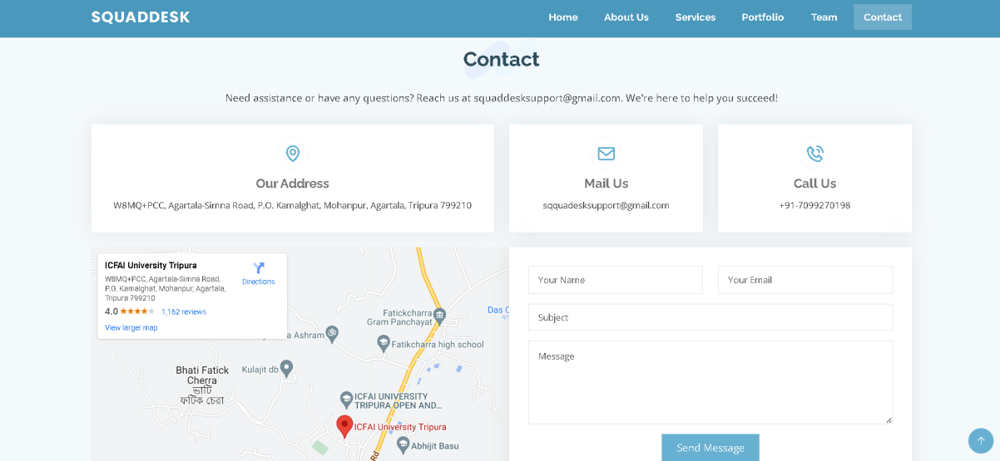 SQUADDESK
Home About Us Services Portfolio Team Contact
Contact
Need assistance or have any questions? Reach us at squaddesksupport@gmail.com. We're here to help you succeed!
Our Address
W8MQ+PCC, Agartala-Simna Road, P.O. Kamalghat, Mohanpur, Agartala, Tripura 799210
Mail Us
sqquadesksupport@gmail.com
Call Us
+91-7099270198
ICFAI University Tripura
W8MQ+PCC, Agartala-Simna Road,
P.O. Kamalghat, Mohanpur, Agartala,
Tripura 799210
Directions
4.0 1,162 reviews
View larger map
Fatickcharra
Gram Panchayat
Das
Ashram
Fatikcharra high school
Bhati Fatick
Cherra
ভাটি
ফটিক চেরা
Kulajit db
ICFAI UNIVERSITY
TRIPURA OPEN AND...
ICFAI University Tripura
Abhijit Basu
Rd
Your Name
Your Email
Subject
Message
Send Message